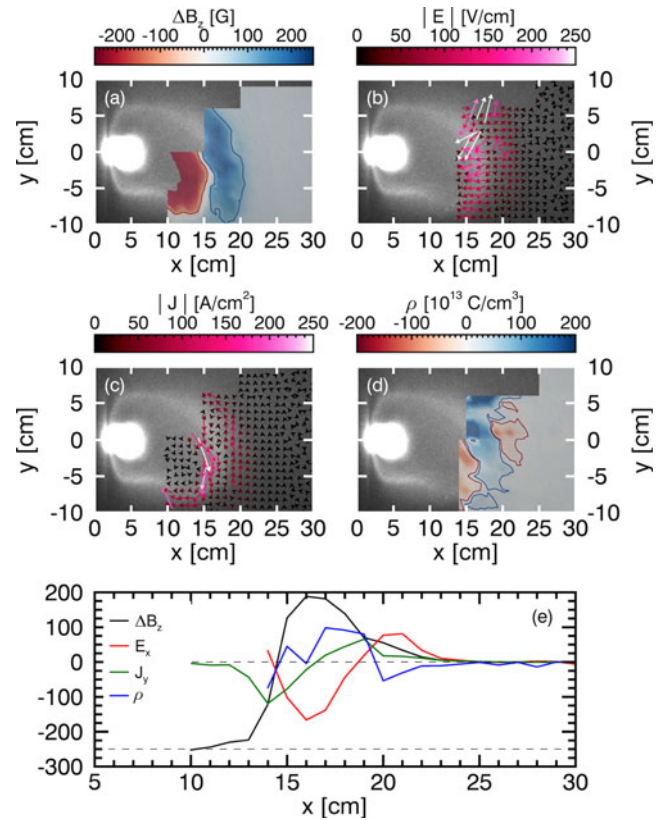 ΔB_z [G]
-200 -100 0 100 200
| E | [V/cm]
0 50 100 150 200 250
(a)
(b)
10
5
0
-5
-10
y [cm]
0 5 10 15 20 25 30
x [cm]
0 5 10 15 20 25 30
x [cm]
10
5
0
-5
-10
y [cm]
| J | [A/cm²]
0 50 100 150 200 250
ρ [10¹³ C/cm³]
-200 -100 0 100 200
(c)
(d)
10
5
0
-5
-10
y [cm]
0 5 10 15 20 25 30
x [cm]
0 5 10 15 20 25 30
x [cm]
10
5
0
-5
-10
y [cm]
200
100
0
-100
-200
-300
(e)
ΔB_z
E_x
J_y
ρ
5 10 15 20 25 30
x [cm]